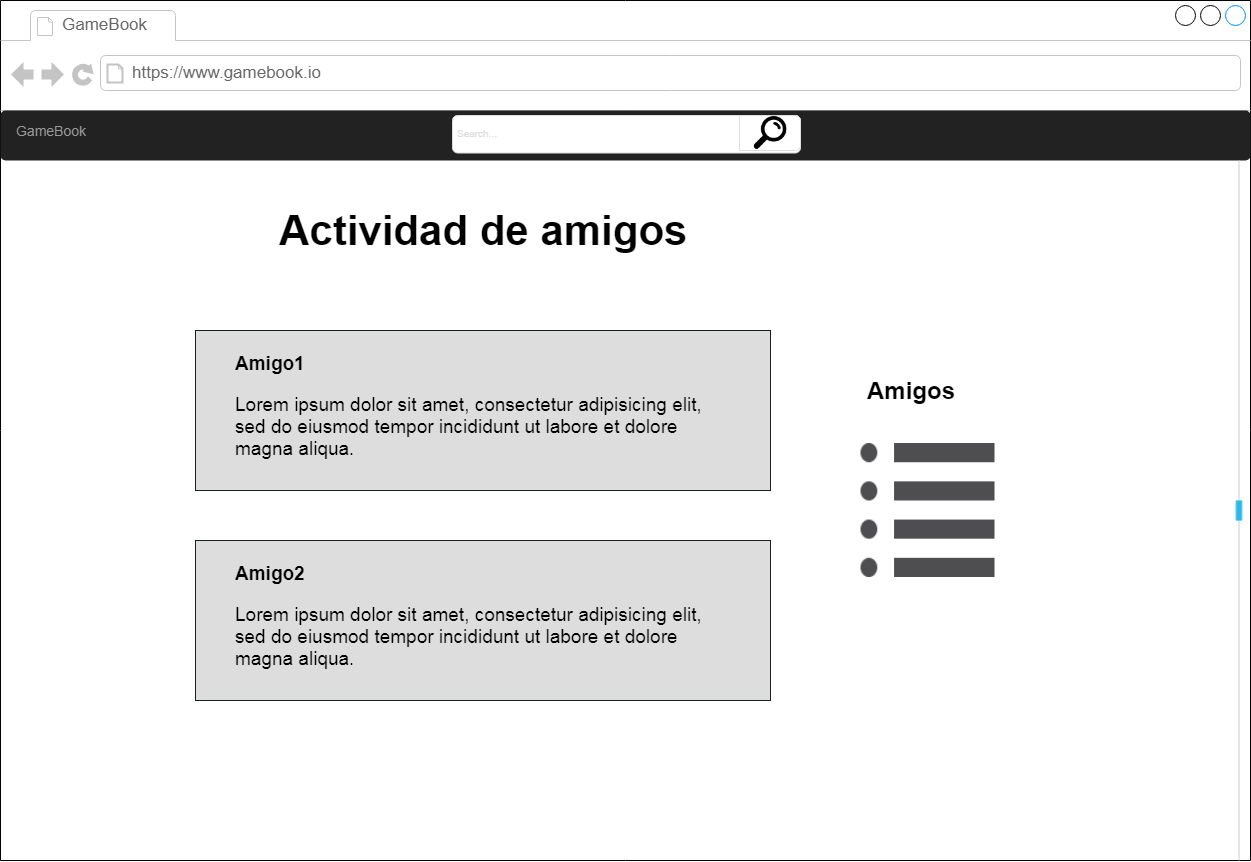 GameBook
https://www.gamebook.io
GameBook
Search...
Actividad de amigos
Amigo1
Lorem ipsum dolor sit amet, consectetur adipisicing elit,
sed do eiusmod tempor incididunt ut labore et dolore
magna aliqua.
Amigos
Amigo2
Lorem ipsum dolor sit amet, consectetur adipisicing elit,
sed do eiusmod tempor incididunt ut labore et dolore
magna aliqua.